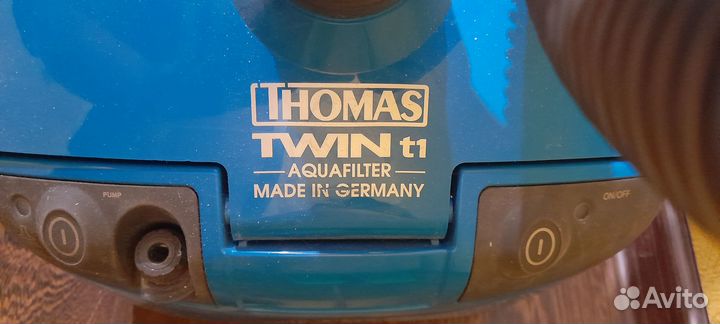 THOMAS
TWIN t1
AQUAFILTER
MADE IN GERMANY
PUMP
ON/OFF
Avito